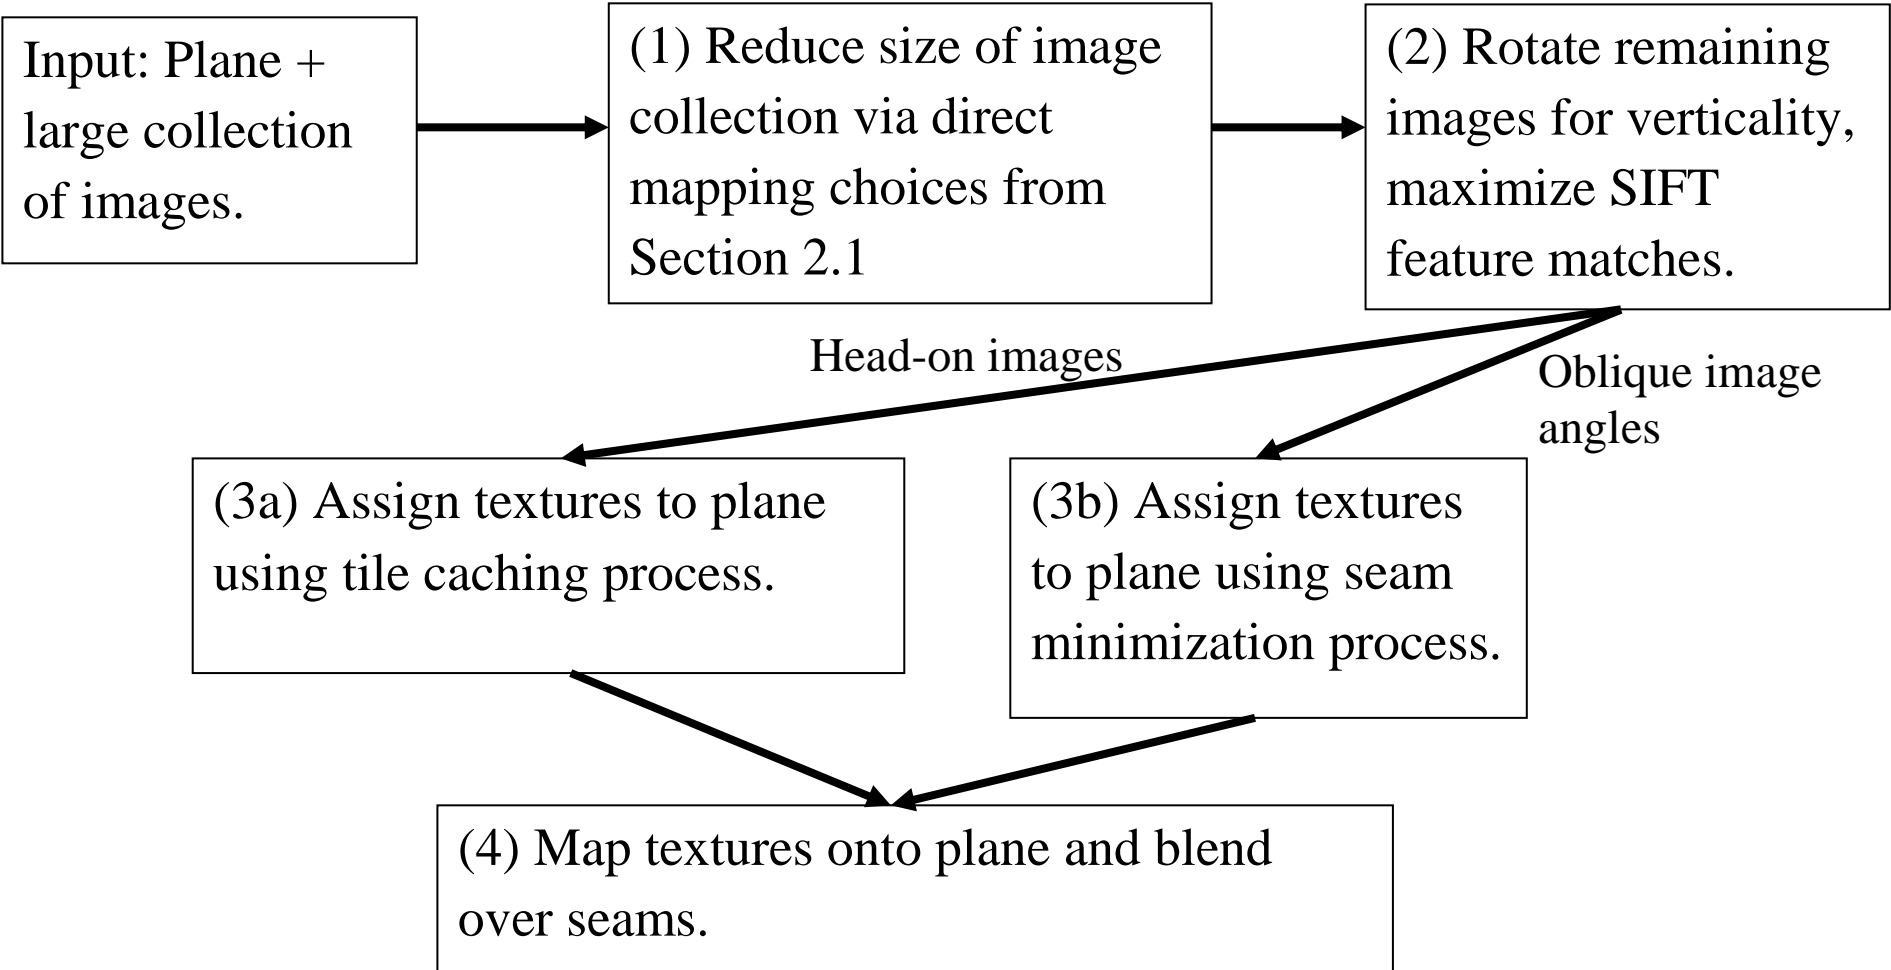 Input: Plane +
large collection
of images.
(1) Reduce size of image
collection via direct
mapping choices from
Section 2.1
(2) Rotate remaining
images for verticality,
maximize SIFT
feature matches.
Head-on images
Oblique image
angles
(3a) Assign textures to plane
using tile caching process.
(3b) Assign textures
to plane using seam
minimization process.
(4) Map textures onto plane and blend
over seams.